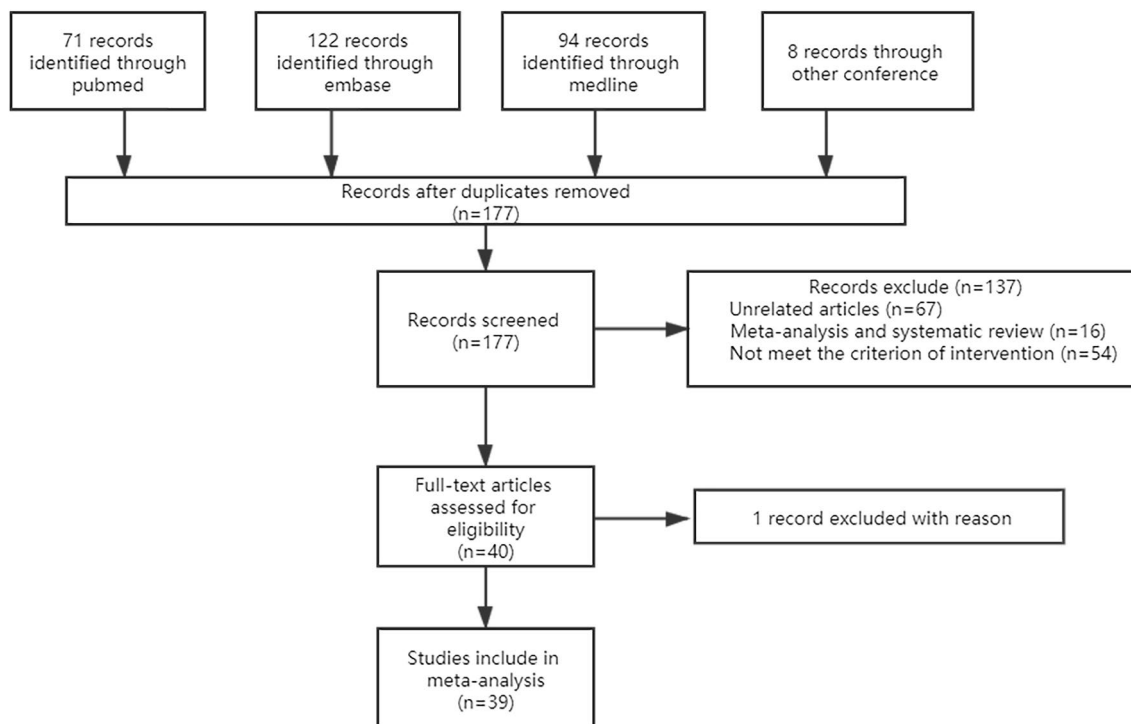 71 records
identified through
pubmed
122 records
identified through
embase
94 records
identified through
medline
8 records through
other conference
Records after duplicates removed
(n=177)
Records screened
(n=177)
Records exclude (n=137)
Unrelated articles (n=67)
Meta-analysis and systematic review (n=16)
Not meet the criterion of intervention (n=54)
Full-text articles
assessed for
eligibility
(n=40)
1 record excluded with reason
Studies include in
meta-analysis
(n=39)